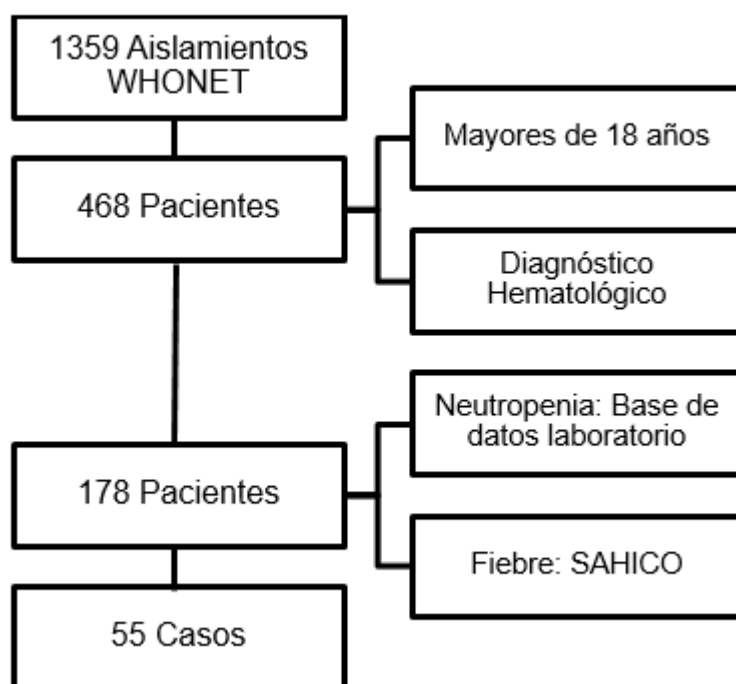 1359 Aislamientos
WHONET
Mayores de 18 años
468 Pacientes
Diagnóstico
Hematológico
Neutropenia: Base de
datos laboratorio
178 Pacientes
Fiebre: SAHICO
55 Casos